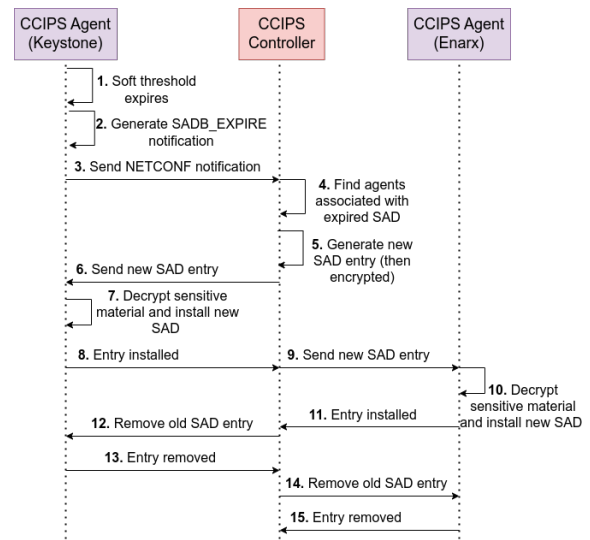 CCIPS Agent
(Keystone)
CCIPS
Controller
CCIPS Agent
(Enarx)
1. Soft threshold
expires
2. Generate SADB_EXPIRE
notification
3. Send NETCONF notification
4. Find agents
associated with
expired SAD
5. Generate new
SAD entry (then
encrypted)
6. Send new SAD entry
7. Decrypt sensitive
material and install new
SAD
8. Entry installed
9. Send new SAD entry
10. Decrypt
sensitive material
and install new SAD
11. Entry installed
12. Remove old SAD entry
13. Entry removed
14. Remove old SAD entry
15. Entry removed